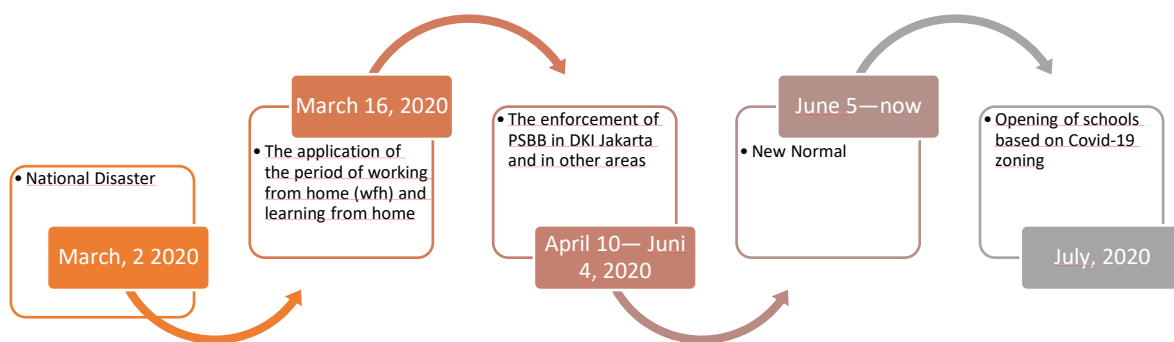 • National Disaster
March, 2 2020
March 16, 2020
• The application of
the period of working
from home (wfh) and
learning from home
• The enforcement of
PSBB in DKI Jakarta
and in other areas
April 10— Juni
4, 2020
June 5—now
• New Normal
• Opening of schools
based on Covid-19
zoning
July, 2020